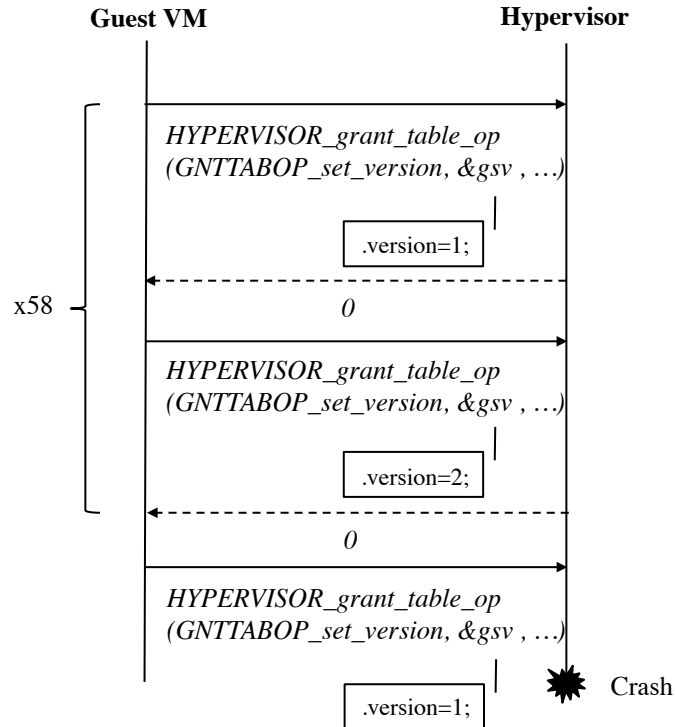 Guest VM
Hypervisor
HYPERVISOR_grant_table_op
(GNTTABOP_set_version, &gsv , …)
.version=1;
0
x58
HYPERVISOR_grant_table_op
(GNTTABOP_set_version, &gsv , …)
.version=2;
0
HYPERVISOR_grant_table_op
(GNTTABOP_set_version, &gsv , …)
Crash
.version=1;